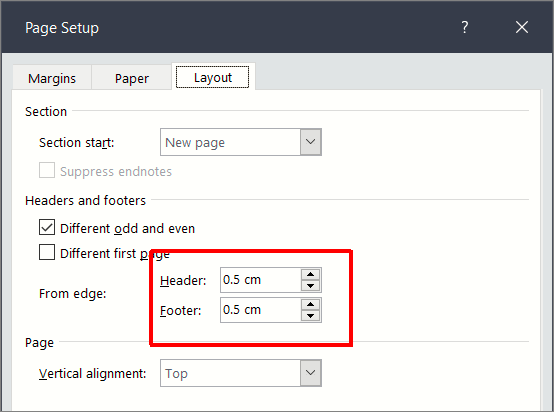 Page Setup ?
Margins Paper Layout
Section
Section start: New page
Suppress endnotes
Headers and footers
Different odd and even
Different first page
Header: 0.5 cm
From edge:
Footer: 0.5 cm
Page
Vertical alignment: Top